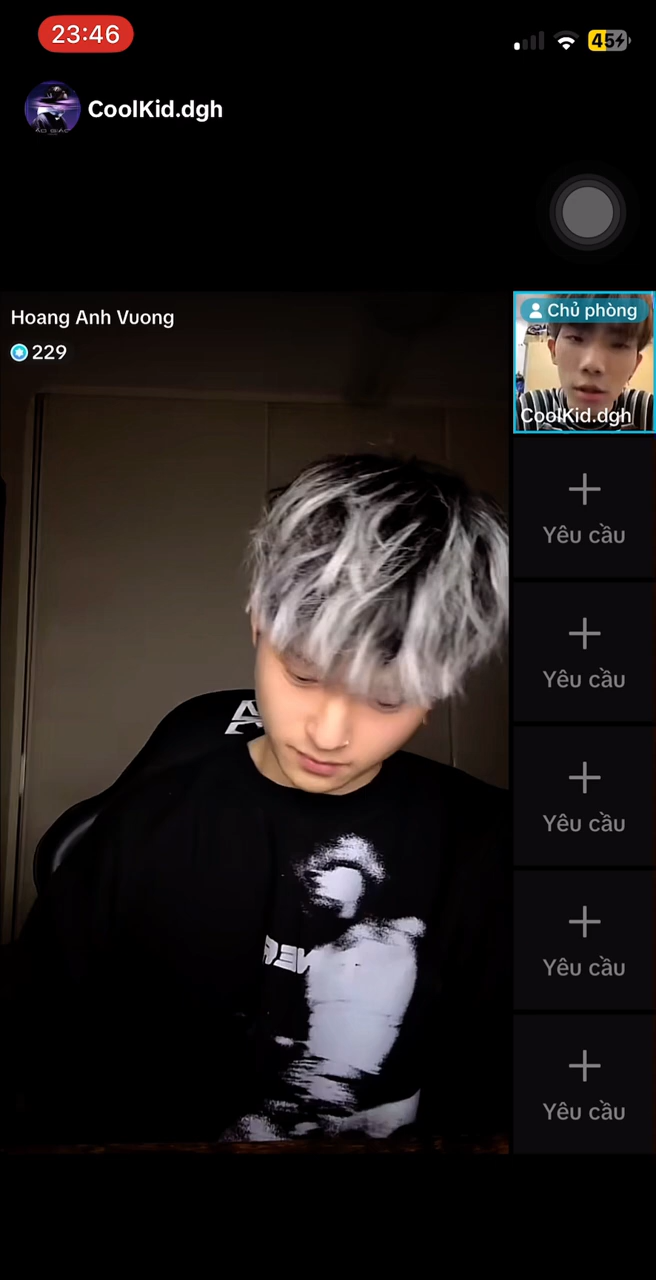 23:46
45
CoolKid.dgh
Hoang Anh Vuong
229
Chủ phòng
CoolKid.dgh
Yêu cầu
Yêu cầu
Yêu cầu
Yêu cầu
Yêu cầu